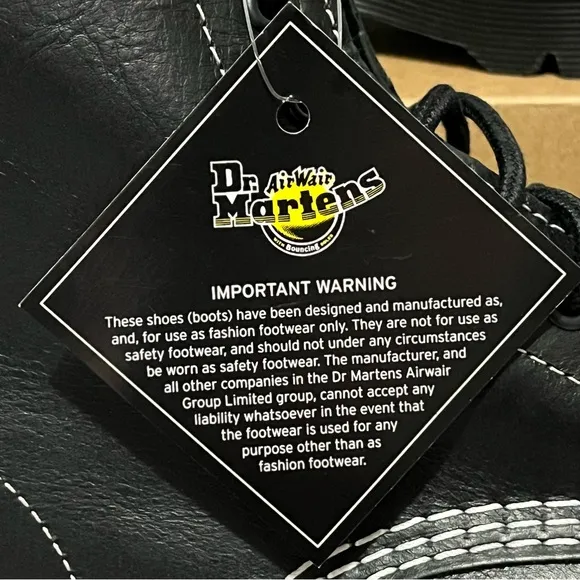 Dr. AirWair
Martens
WITH Bouncing SOLES
IMPORTANT WARNING
These shoes (boots) have been designed and manufactured as,
and, for use as fashion footwear only. They are not for use as
safety footwear, and should not under any circumstances
be worn as safety footwear. The manufacturer, and
all other companies in the Dr Martens Airwair
Group Limited group, cannot accept any
liability whatsoever in the event that
the footwear is used for any
purpose other than as
fashion footwear.